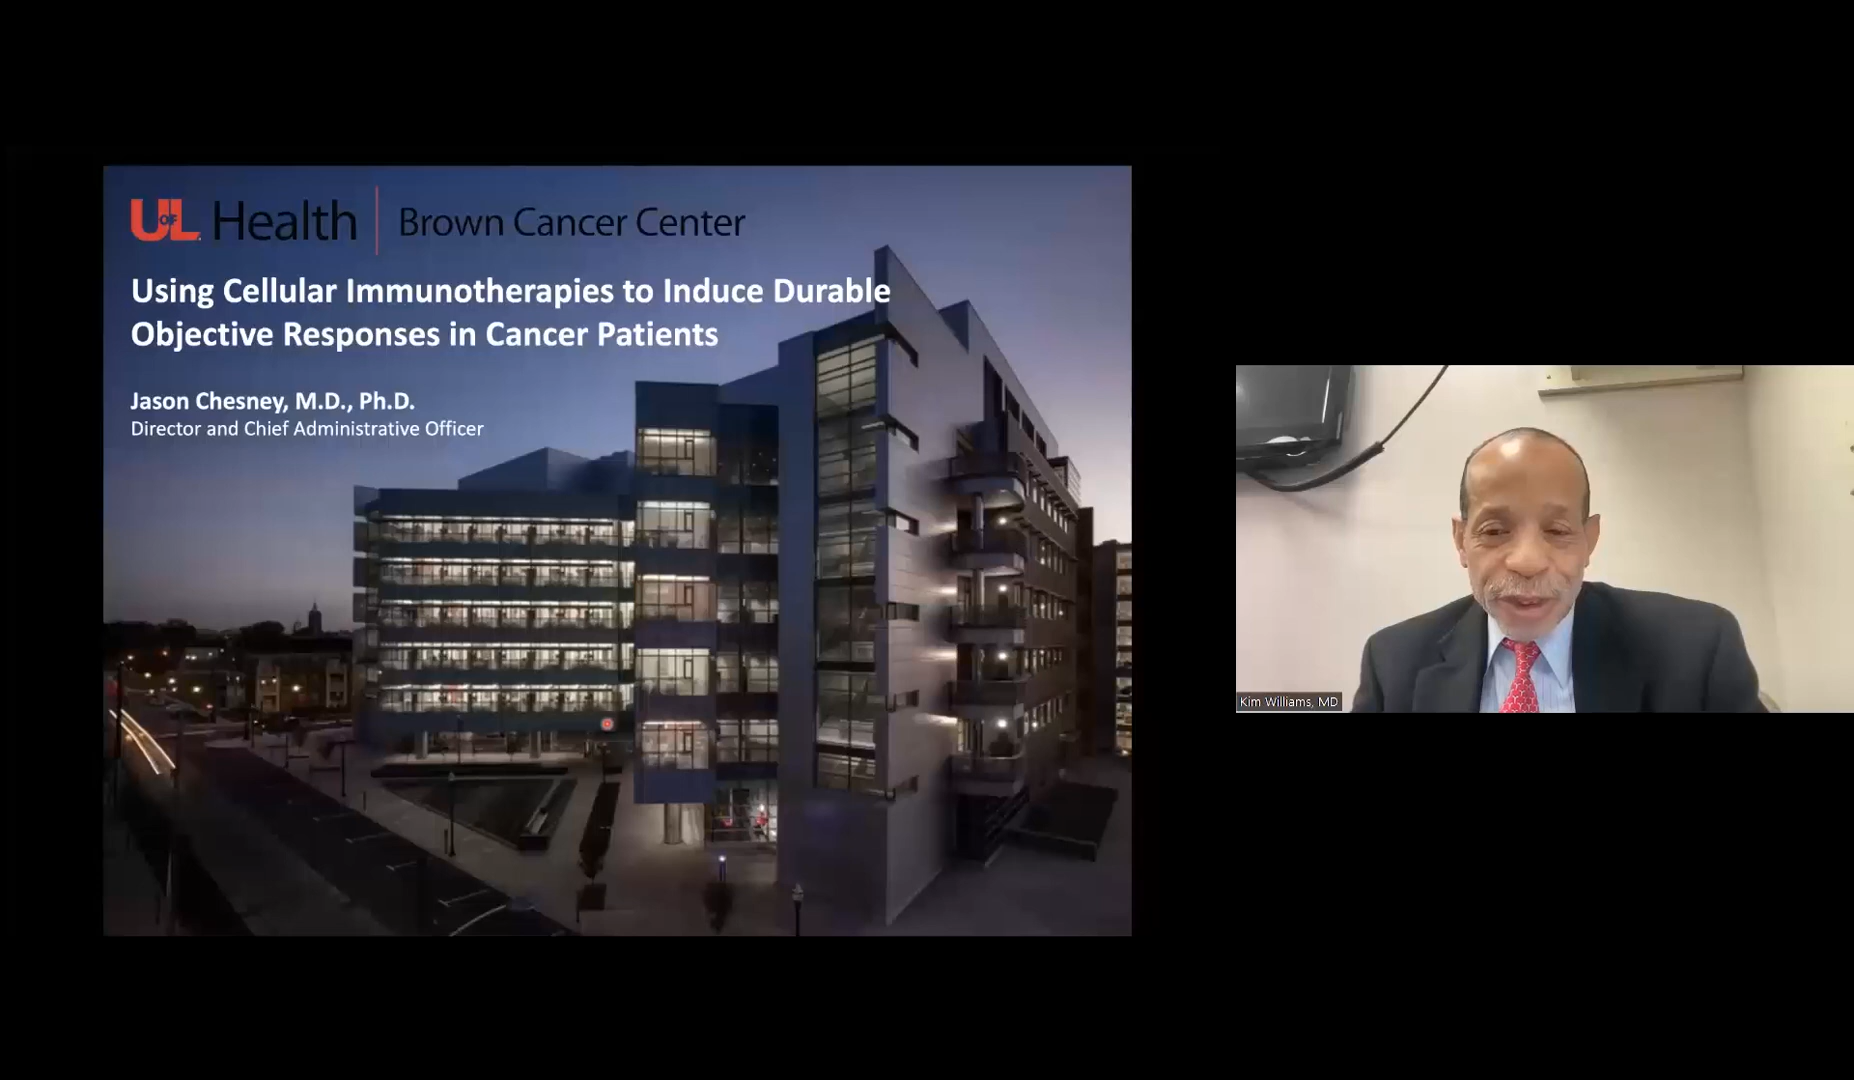 UofL Health | Brown Cancer Center
Using Cellular Immunotherapies to Induce Durable
Objective Responses in Cancer Patients
Jason Chesney, M.D., Ph.D.
Director and Chief Administrative Officer
Kim Williams, MD